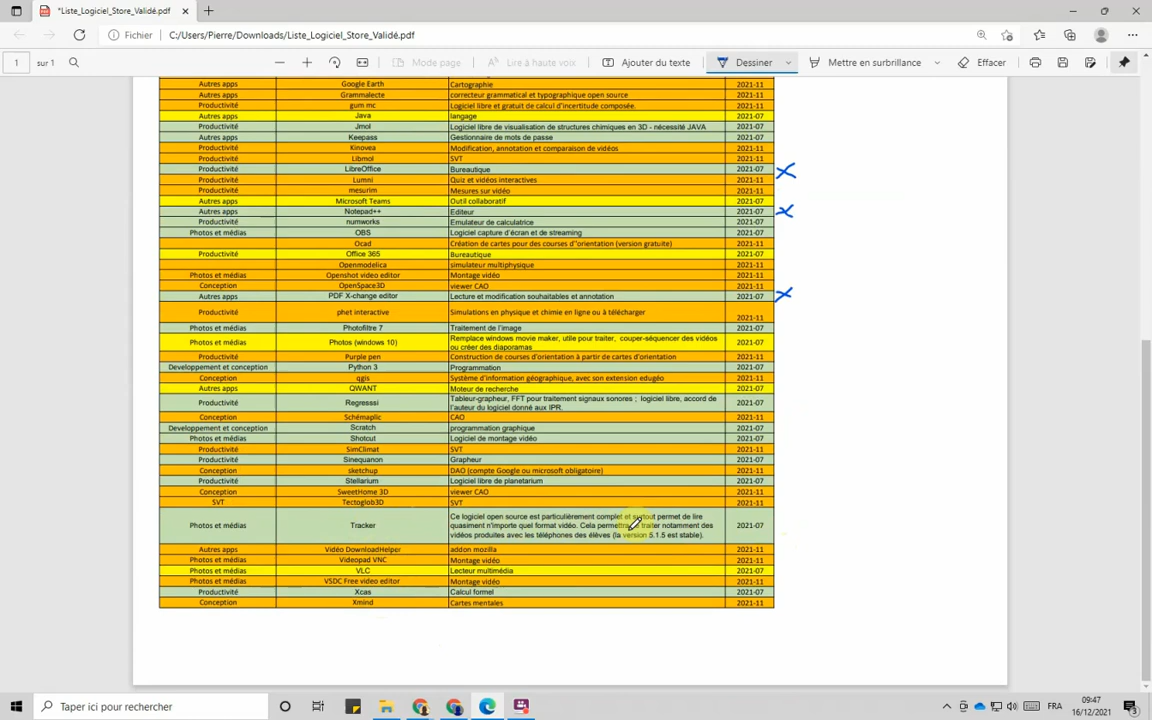 *Liste_Logiciel_Store_Validé.pdf
Fichier C:/Users/Pierre/Downloads/Liste_Logiciel_Store_Validé.pdf
1 sur 1 Mode page Lire à haute voix Ajouter du texte Dessiner Mettre en surbrillance Effacer
Autres apps Google Earth Cartographie 2021-11
Autres apps Grammalecte correcteur grammatical et typographique open source 2021-11
Productivité gum mc Logiciel libre et gratuit de calcul d'incertitude composée. 2021-11
Autres apps Java langage 2021-07
Productivité Jmol Logiciel libre de visualisation de structures chimiques en 3D - nécessité JAVA 2021-07
Autres apps Keepass Gestionnaire de mots de passe 2021-07
Productivité Kinovea Modification, annotation et comparaison de vidéos 2021-11
Productivité Libmol SVT 2021-11
Productivité LibreOffice Bureautique 2021-07
Productivité Lumni Quiz et vidéos interactives 2021-11
Productivité mesurim Mesures sur vidéo 2021-11
Autres apps Microsoft Teams Outil collaboratif 2021-07
Autres apps Notepad++ Editeur 2021-07
Productivité numworks Emulateur de calculatrice 2021-07
Photos et médias OBS Logiciel capture d'écran et de streaming 2021-07
Ocad Création de cartes pour des courses d''orientation (version gratuite) 2021-11
Productivité Office 365 Bureautique 2021-07
Openmodelica simulateur multiphysique 2021-11
Photos et médias Openshot video editor Montage vidéo 2021-11
Conception OpenSpace3D viewer CAO 2021-11
Autres apps PDF X-change editor Lecture et modification souhaitables et annotation 2021-07
Productivité phet interactive Simulations en physique et chimie en ligne ou à télécharger 2021-11
Photos et médias Photofiltre 7 Traitement de l'image 2021-07
Photos et médias Photos (windows 10) Remplace windows movie maker, utile pour traiter, couper-séquencer des vidéos 2021-07
ou créer des diaporamas
Productivité Purple pen Construction de courses d'orientation à partir de cartes d'orientation 2021-11
Developpement et conception Python 3 Programmation 2021-07
Conception qgis Système d'information géographique, avec son extension edugéo 2021-11
Autres apps QWANT Moteur de recherche 2021-07
Productivité Regresssi Tableur-grapheur, FFT pour traitement signaux sonores ; logiciel libre, accord de 2021-07
l'auteur du logiciel donné aux IPR.
Conception Schémaplic CAO 2021-11
Developpement et conception Scratch programmation graphique 2021-07
Photos et médias Shotcut Logiciel de montage vidéo 2021-07
Productivité SimClimat SVT 2021-11
Productivité Sinequanon Grapheur 2021-07
Conception sketchup DAO (compte Google ou microsoft obligatoire) 2021-11
Productivité Stellarium Logiciel libre de planetarium 2021-07
Conception SweetHome 3D viewer CAO 2021-11
SVT Tectoglob3D SVT 2021-11
Ce logiciel open source est particulièrement complet et surtout permet de lire
Photos et médias Tracker quasiment n'importe quel format vidéo. Cela permettra traiter notamment des 2021-07
vidéos produites avec les téléphones des élèves (la version 5.1.5 est stable).
Autres apps Vidéo DownloadHelper addon mozilla 2021-11
Photos et médias Videopad VNC Montage vidéo 2021-11
Photos et médias VLC Lecteur multimédia 2021-07
Photos et médias VSDC Free video editor Montage vidéo 2021-11
Productivité Xcas Calcul formel 2021-07
Conception Xmind Cartes mentales 2021-11
Taper ici pour rechercher FRA 09:47
16/12/2021 3